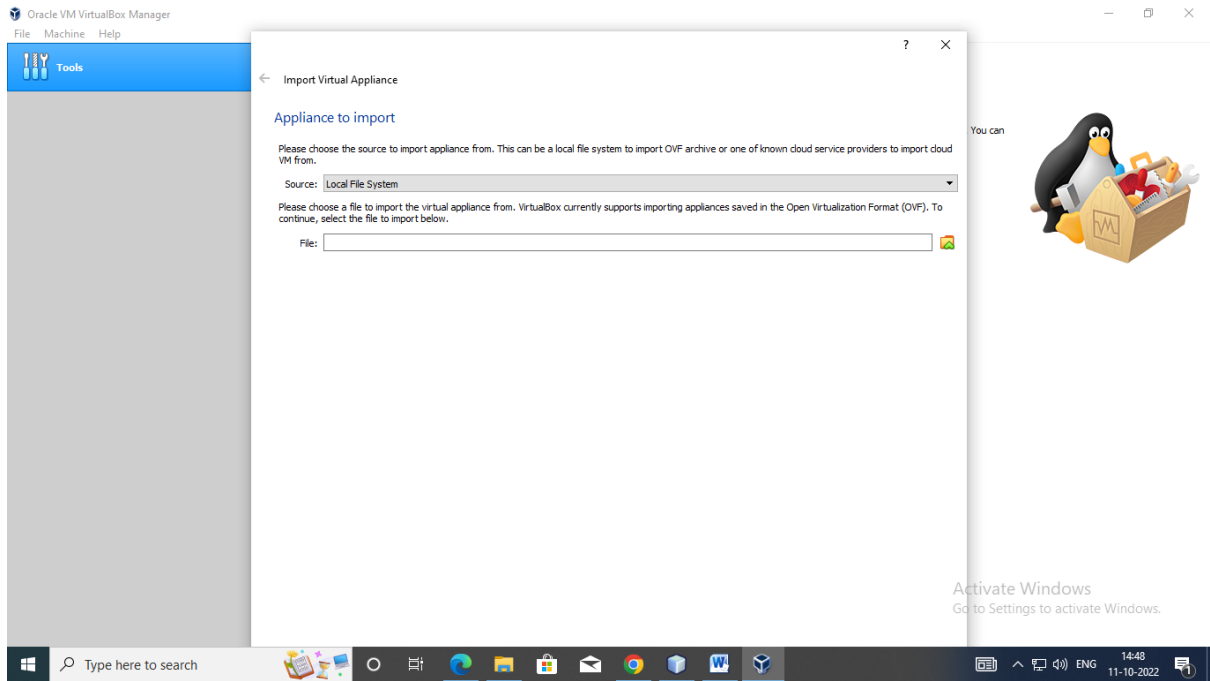 Oracle VM VirtualBox Manager
File Machine Help
Tools
?
Import Virtual Appliance
Appliance to import
Please choose the source to import appliance from. This can be a local file system to import OVF archive or one of known cloud service providers to import cloud
VM from.
Source: Local File System
Please choose a file to import the virtual appliance from. VirtualBox currently supports importing appliances saved in the Open Virtualization Format (OVF). To
continue, select the file to import below.
File:
You can
Activate Windows
Go to Settings to activate Windows.
Type here to search
W
ENG
14:48
11-10-2022
1